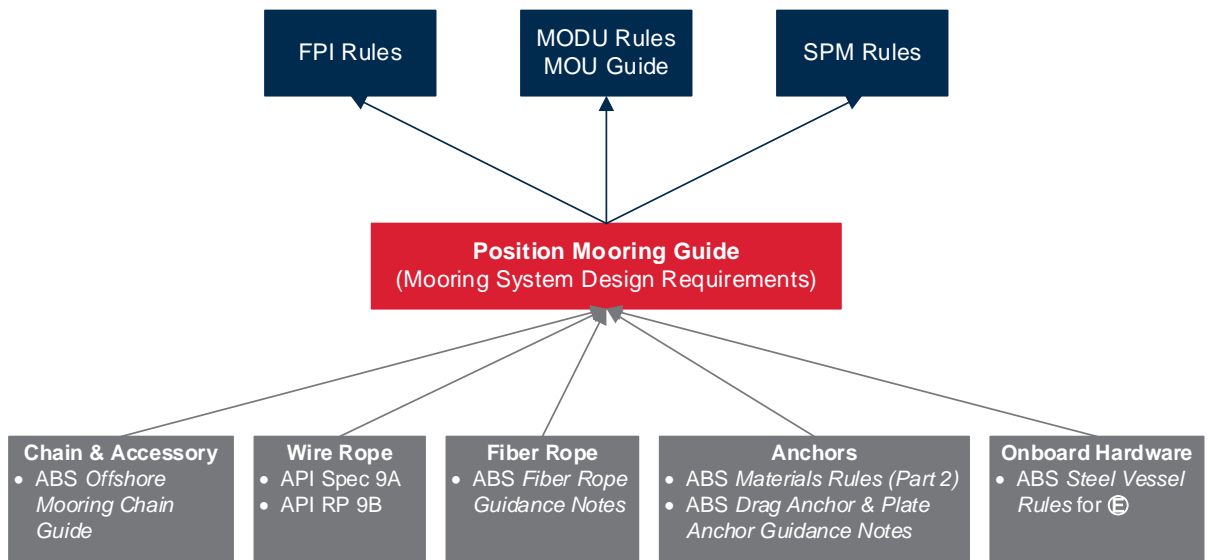 FPI Rules
MODU Rules
MOU Guide
SPM Rules
Position Mooring Guide
(Mooring System Design Requirements)
Chain & Accessory
• ABS Offshore
Mooring Chain
Guide
Wire Rope
• API Spec 9A
• API RP 9B
Fiber Rope
• ABS Fiber Rope
Guidance Notes
Anchors
• ABS Materials Rules (Part 2)
• ABS Drag Anchor & Plate
Anchor Guidance Notes
Onboard Hardware
• ABS Steel Vessel
Rules for Ⓔ